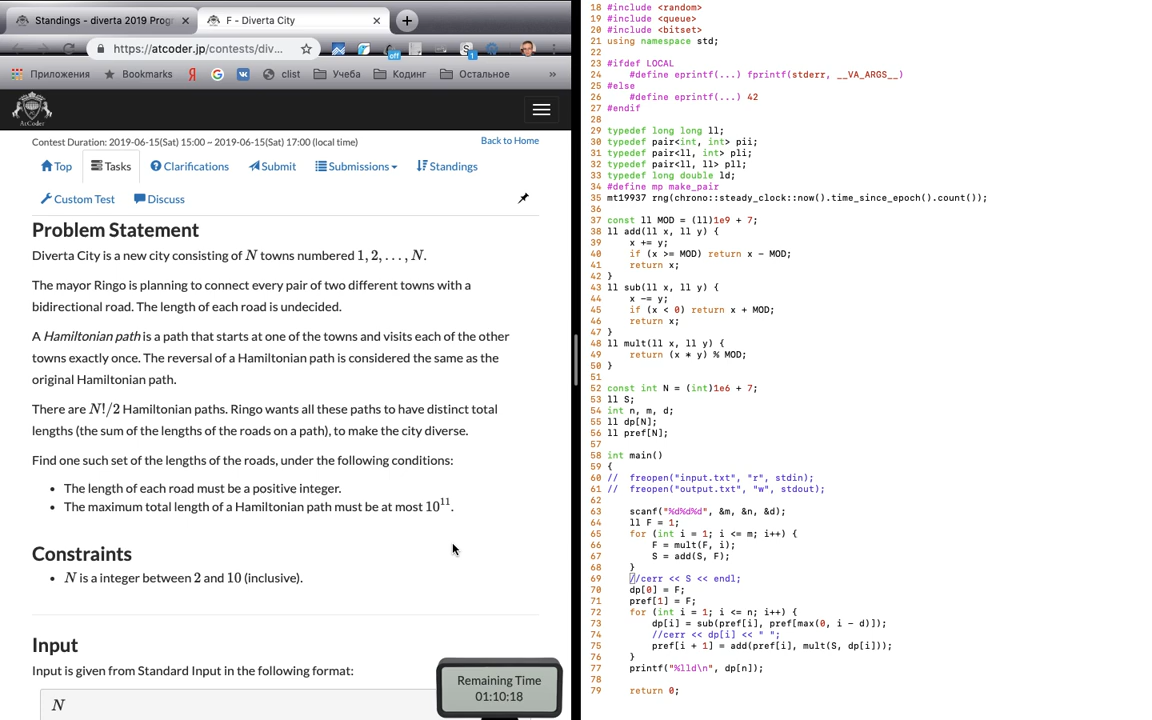 Standings - diverta 2019 Prog
F - Diverta City
https://atcoder.jp/contests/div...
off
1
Приложения
Bookmarks
clist
Учеба
Кодинг
Остальное
»
AtCoder
Contest Duration: 2019-06-15(Sat) 15:00 ~ 2019-06-15(Sat) 17:00 (local time)
Back to Home
Top
Tasks
Clarifications
Submit
Submissions
Standings
Custom Test
Discuss
Problem Statement
Diverta City is a new city consisting of N towns numbered 1, 2, . . . , N.
The mayor Ringo is planning to connect every pair of two different towns with a
bidirectional road. The length of each road is undecided.
A Hamiltonian path is a path that starts at one of the towns and visits each of the other
towns exactly once. The reversal of a Hamiltonian path is considered the same as the
original Hamiltonian path.
There are N!/2 Hamiltonian paths. Ringo wants all these paths to have distinct total
lengths (the sum of the lengths of the roads on a path), to make the city diverse.
Find one such set of the lengths of the roads, under the following conditions:
• The length of each road must be a positive integer.
• The maximum total length of a Hamiltonian path must be at most 10^11.
Constraints
• N is a integer between 2 and 10 (inclusive).
Input
Input is given from Standard Input in the following format:
N
Remaining Time
01:10:18
18 #include <random>
19 #include <queue>
20 #include <bitset>
21 using namespace std;
22
23 #ifdef LOCAL
24     #define eprintf(...) fprintf(stderr, __VA_ARGS__)
25 #else
26     #define eprintf(...) 42
27 #endif
28
29 typedef long long ll;
30 typedef pair<int, int> pii;
31 typedef pair<ll, int> pli;
32 typedef pair<ll, ll> pll;
33 typedef long double ld;
34 #define mp make_pair
35 mt19937 rng(chrono::steady_clock::now().time_since_epoch().count());
36
37 const ll MOD = (ll)1e9 + 7;
38 ll add(ll x, ll y) {
39     x += y;
40     if (x >= MOD) return x - MOD;
41     return x;
42 }
43 ll sub(ll x, ll y) {
44     x -= y;
45     if (x < 0) return x + MOD;
46     return x;
47 }
48 ll mult(ll x, ll y) {
49     return (x * y) % MOD;
50 }
51
52 const int N = (int)1e6 + 7;
53 ll S;
54 int n, m, d;
55 ll dp[N];
56 ll pref[N];
57
58 int main()
59 {
60 //  freopen("input.txt", "r", stdin);
61 //  freopen("output.txt", "w", stdout);
62
63     scanf("%d%d%d", &m, &n, &d);
64     ll F = 1;
65     for (int i = 1; i <= m; i++) {
66         F = mult(F, i);
67         S = add(S, F);
68     }
69     //cerr << S << endl;
70     dp[0] = F;
71     pref[1] = F;
72     for (int i = 1; i <= n; i++) {
73         dp[i] = sub(pref[i], pref[max(0, i - d)]);
74         //cerr << dp[i] << " ";
75         pref[i + 1] = add(pref[i], mult(S, dp[i]));
76     }
77     printf("%lld\n", dp[n]);
78
79     return 0;